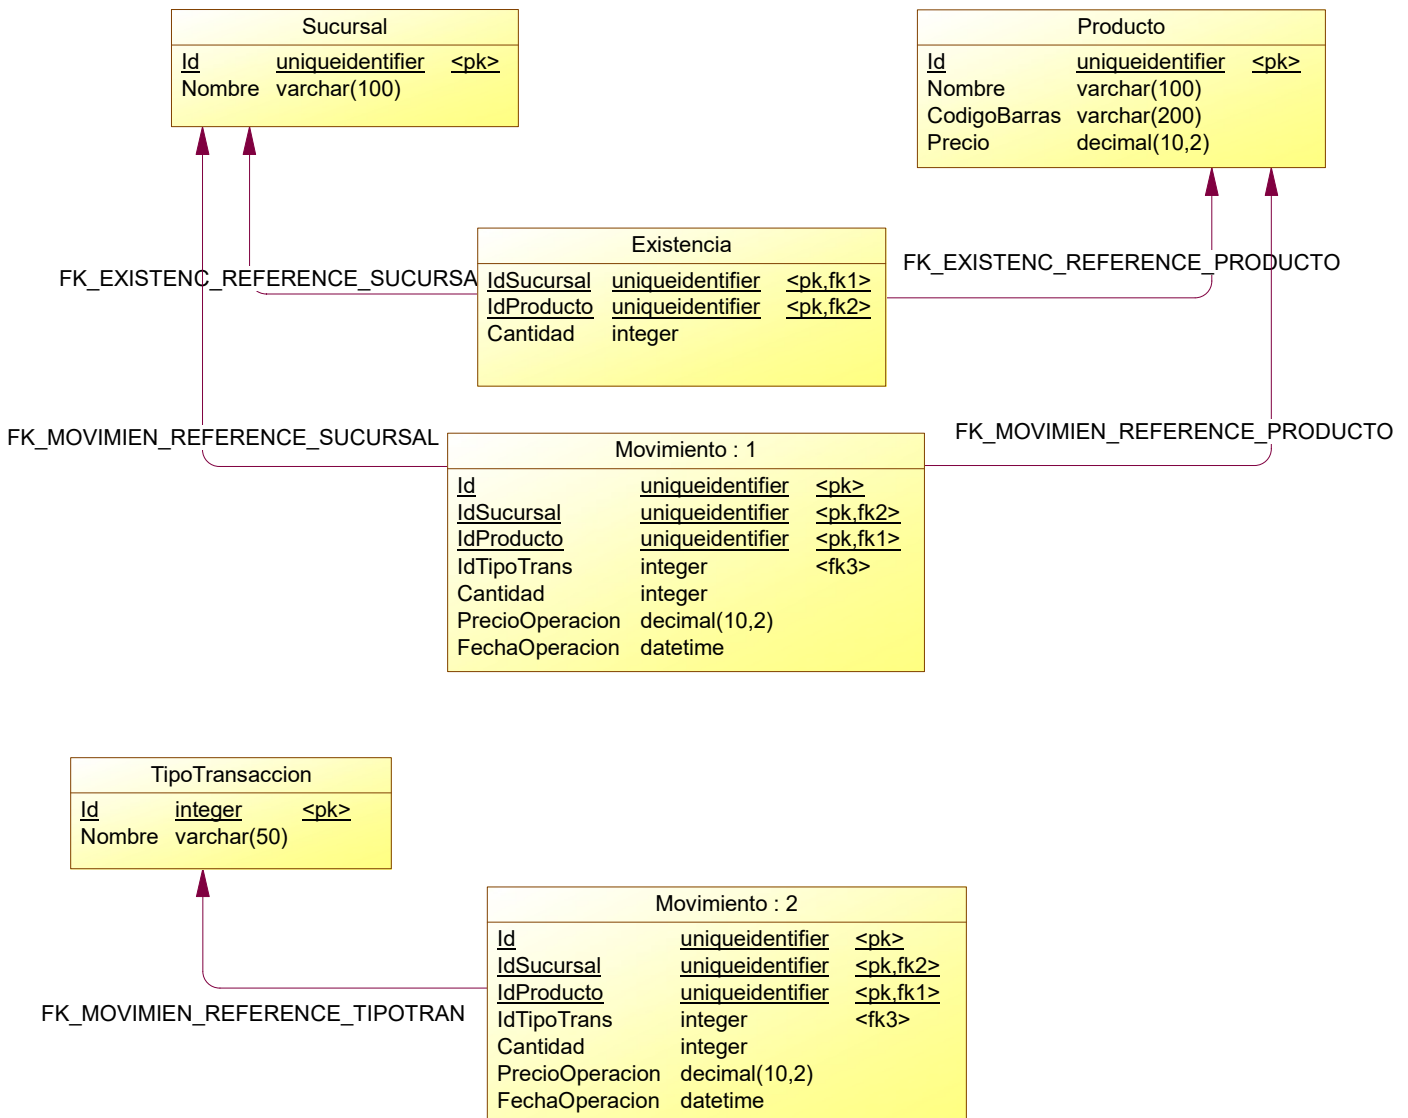 Sucursal
Id uniqueidentifier <pk>
Nombre varchar(100)
Producto
Id uniqueidentifier <pk>
Nombre varchar(100)
CodigoBarras varchar(200)
Precio decimal(10,2)
FK_EXISTENC_REFERENCE_SUCURSA
Existencia
IdSucursal uniqueidentifier <pk,fk1>
IdProducto uniqueidentifier <pk,fk2>
Cantidad integer
FK_EXISTENC_REFERENCE_PRODUCTO
FK_MOVIMIEN_REFERENCE_SUCURSAL
Movimiento : 1
Id uniqueidentifier <pk>
IdSucursal uniqueidentifier <pk,fk2>
IdProducto uniqueidentifier <pk,fk1>
IdTipoTrans integer <fk3>
Cantidad integer
PrecioOperacion decimal(10,2)
FechaOperacion datetime
FK_MOVIMIEN_REFERENCE_PRODUCTO
TipoTransaccion
Id integer <pk>
Nombre varchar(50)
FK_MOVIMIEN_REFERENCE_TIPOTRAN
Movimiento : 2
Id uniqueidentifier <pk>
IdSucursal uniqueidentifier <pk,fk2>
IdProducto uniqueidentifier <pk,fk1>
IdTipoTrans integer <fk3>
Cantidad integer
PrecioOperacion decimal(10,2)
FechaOperacion datetime